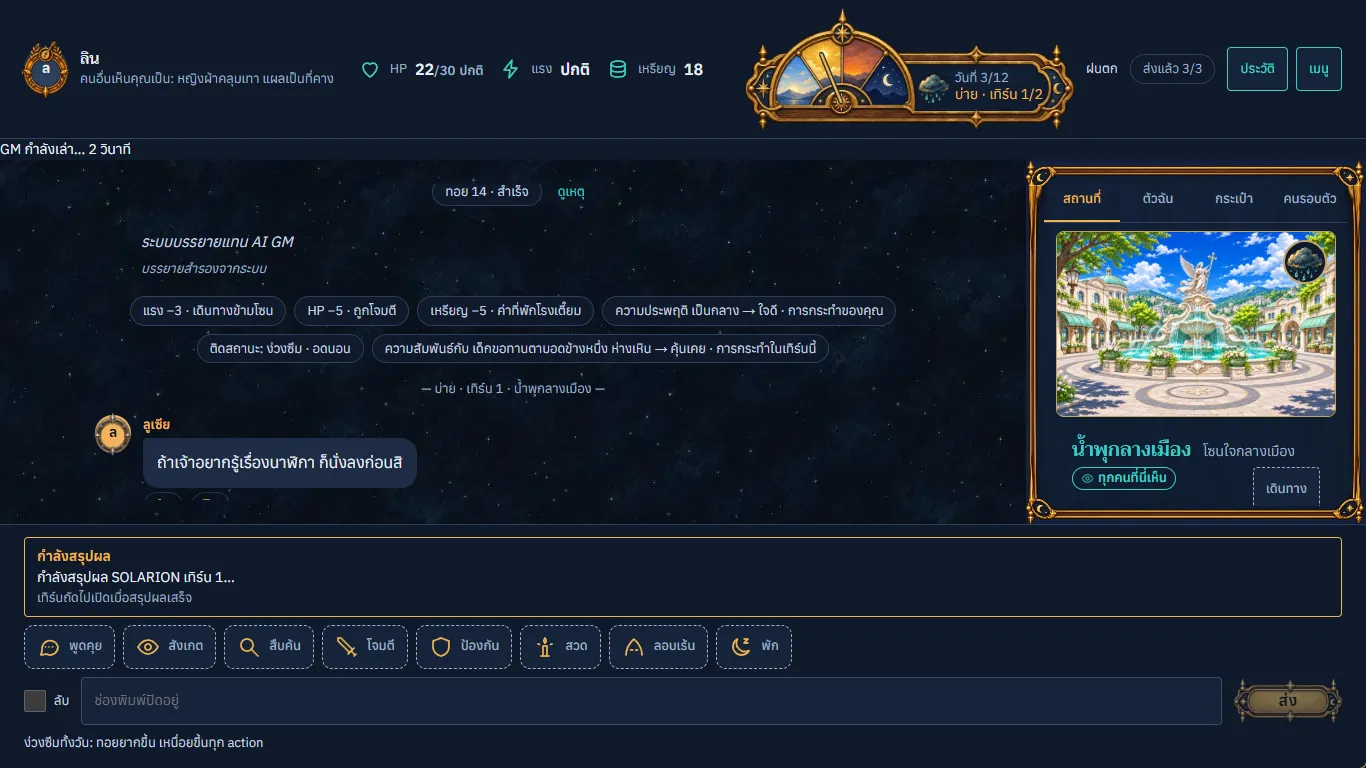 ล
ลิน
คนอื่นเห็นคุณเป็น: หญิงผ้าคลุมเทา แผลเป็นที่คาง
HP 22/30 ปกติ
แรง ปกติ
เหรียญ 18
วันที่ 3/12
บ่าย · เทิร์น 1/2
ฝนตก
ส่งแล้ว 3/3
ประวัติ
เมนู
GM กำลังเล่า... 2 วินาที
ทอย 14 · สำเร็จ
ดูเหตุ
ระบบบรรยายแทน AI GM
บรรยายสำรองจากระบบ
แรง −3 · เดินทางข้ามโซน
HP −5 · ถูกโจมตี
เหรียญ −5 · ค่าที่พักโรงเตี๊ยม
ความประพฤติ เป็นกลาง → ใจดี · การกระทำของคุณ
ติดสถานะ: ง่วงซึม · อดนอน
ความสัมพันธ์กับ เด็กขอทานตาบอดข้างหนึ่ง ห่างเหิน → คุ้นเคย · การกระทำในเทิร์นนี้
— บ่าย · เทิร์น 1 · น้ำพุกลางเมือง —
ล
ลูเซีย
ถ้าเจ้าอยากรู้เรื่องนาฬิกา ก็นั่งลงก่อนสิ
สถานที่
ตัวฉัน
กระเป๋า
คนรอบตัว
น้ำพุกลางเมือง
โซนใจกลางเมือง
ทุกคนที่นี่เห็น
เดินทาง
กำลังสรุปผล
กำลังสรุปผล SOLARION เทิร์น 1...
เทิร์นถัดไปเปิดเมื่อสรุปผลเสร็จ
พูดคุย
สังเกต
สืบค้น
โจมตี
ป้องกัน
สวด
ลอบเร้น
พัก
ลับ
ช่องพิมพ์ปิดอยู่
ส่ง
ง่วงซึมทั้งวัน: ทอยยากขึ้น เหนื่อยขึ้นทุก action